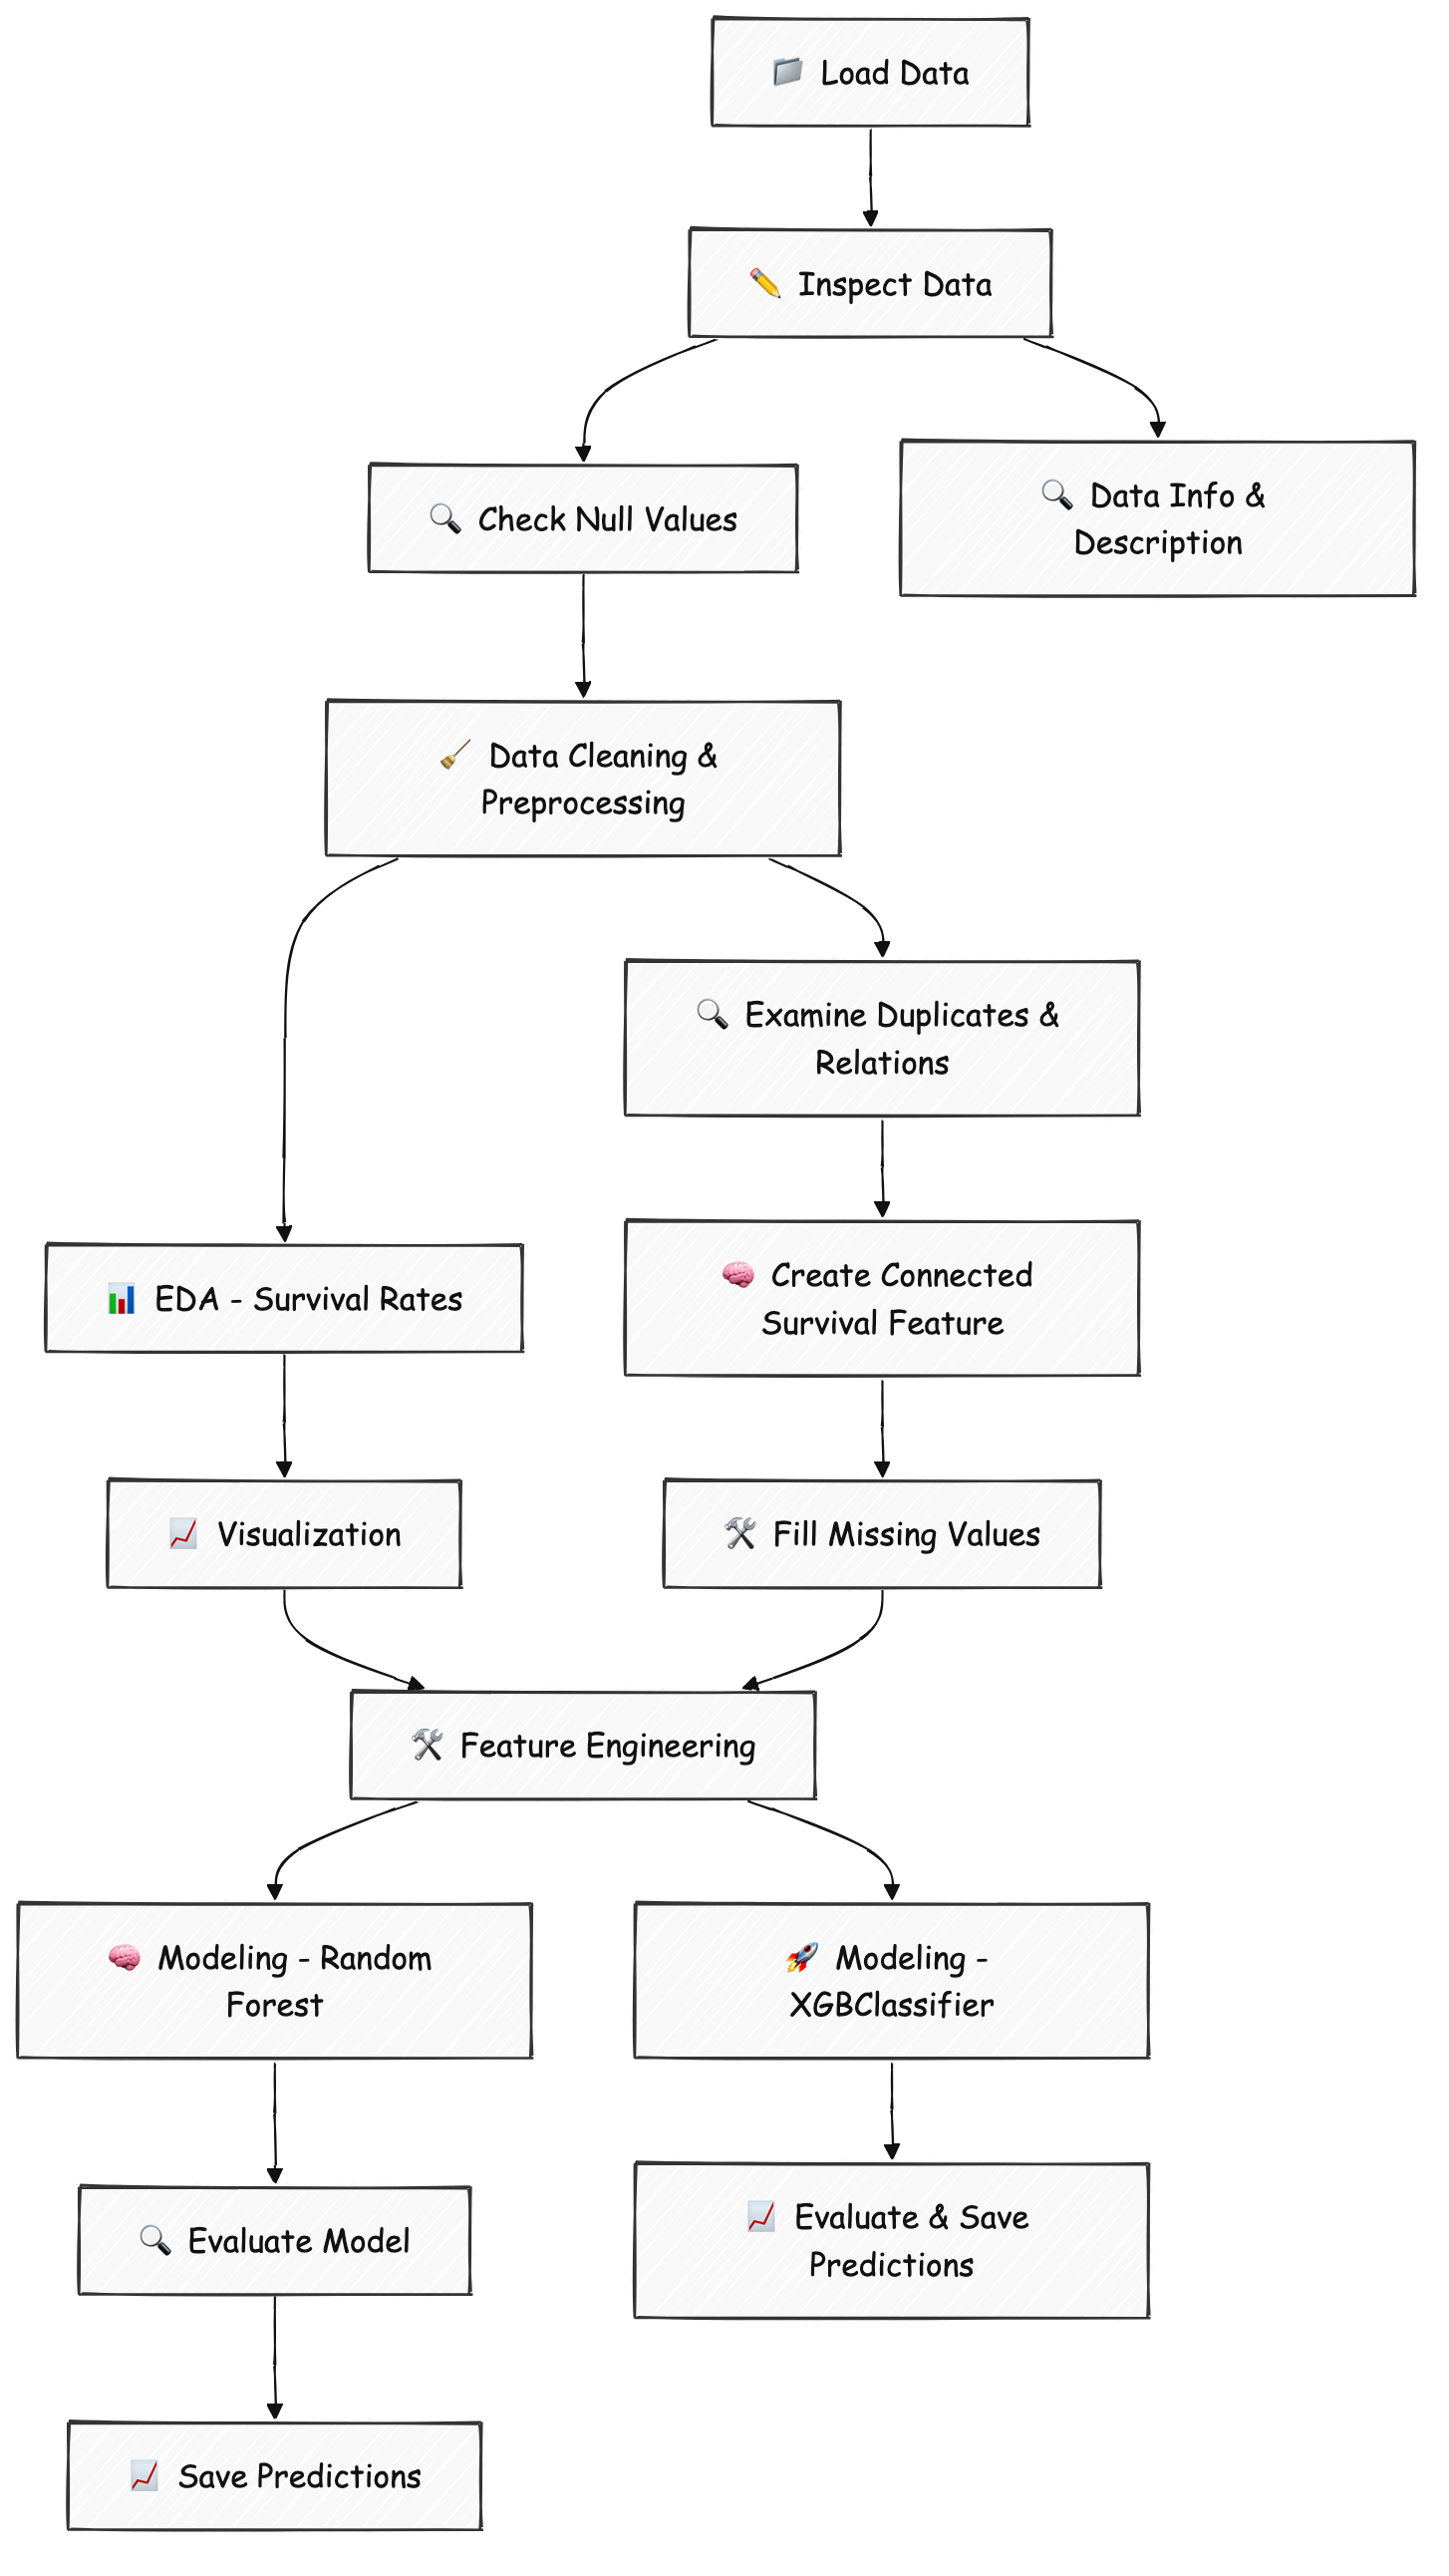 Load Data
Inspect Data
Data Info &
Description
Check Null Values
Data Cleaning &
Preprocessing
Examine Duplicates &
Relations
Create Connected
Survival Feature
EDA - Survival Rates
Visualization
Fill Missing Values
Feature Engineering
Modeling - Random
Forest
Modeling -
XGBClassifier
Evaluate Model
Evaluate & Save
Predictions
Save Predictions